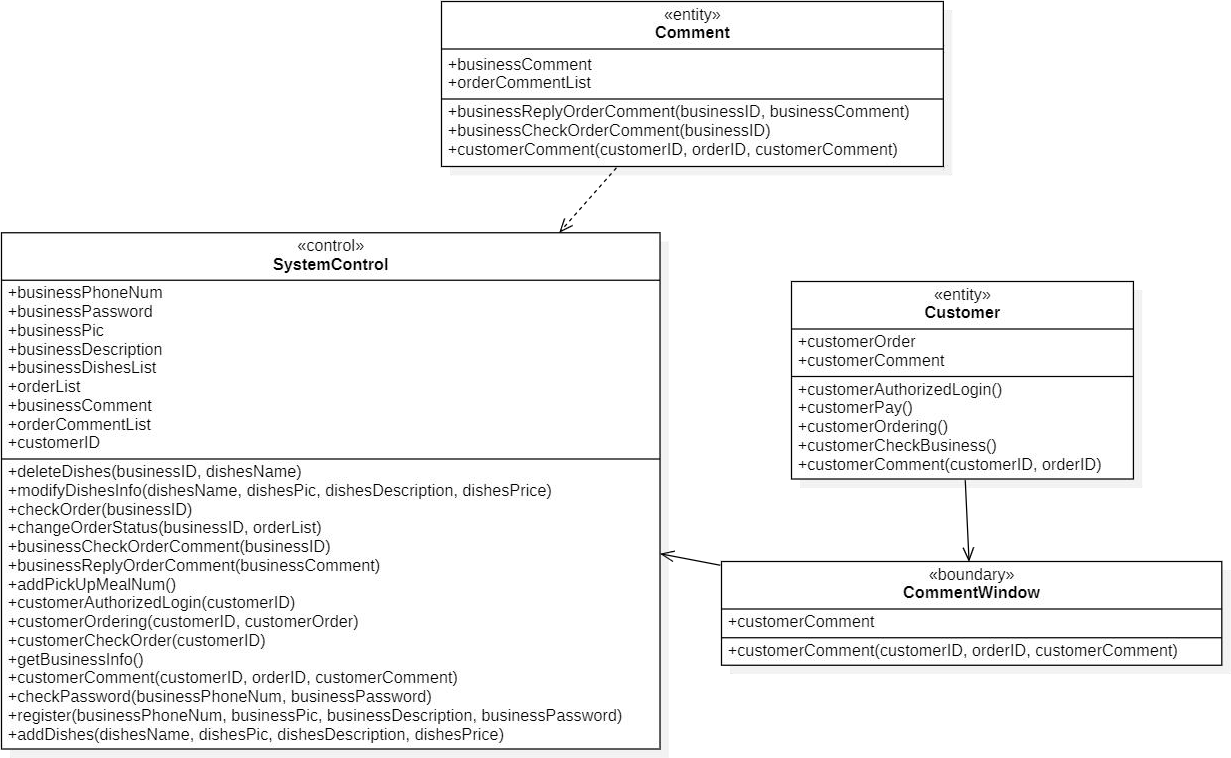 «entity»
Comment
+businessComment
+orderCommentList
+businessReplyOrderComment(businessID, businessComment)
+businessCheckOrderComment(businessID)
+customerComment(customerID, orderID, customerComment)
«control»
SystemControl
+businessPhoneNum
+businessPassword
+businessPic
+businessDescription
+businessDishesList
+orderList
+businessComment
+orderCommentList
+customerID
+deleteDishes(businessID, dishesName)
+modifyDishesInfo(dishesName, dishesPic, dishesDescription, dishesPrice)
+checkOrder(businessID)
+changeOrderStatus(businessID, orderList)
+businessCheckOrderComment(businessID)
+businessReplyOrderComment(businessComment)
+addPickUpMealNum()
+customerAuthorizedLogin(customerID)
+customerOrdering(customerID, customerOrder)
+customerCheckOrder(customerID)
+getBusinessInfo()
+customerComment(customerID, orderID, customerComment)
+checkPassword(businessPhoneNum, businessPassword)
+register(businessPhoneNum, businessPic, businessDescription, businessPassword)
+addDishes(dishesName, dishesPic, dishesDescription, dishesPrice)
«entity»
Customer
+customerOrder
+customerComment
+customerAuthorizedLogin()
+customerPay()
+customerOrdering()
+customerCheckBusiness()
+customerComment(customerID, orderID)
«boundary»
CommentWindow
+customerComment
+customerComment(customerID, orderID, customerComment)